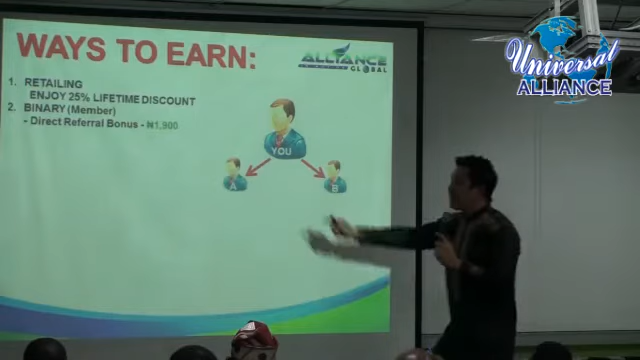 WAYS TO EARN:
ALLIANCE
GLOBAL
Universal
ALLIANCE
1. RETAILING
ENJOY 25% LIFETIME DISCOUNT
2. BINARY (Member)
- Direct Referral Bonus - ₦1,900
YOU
A
B